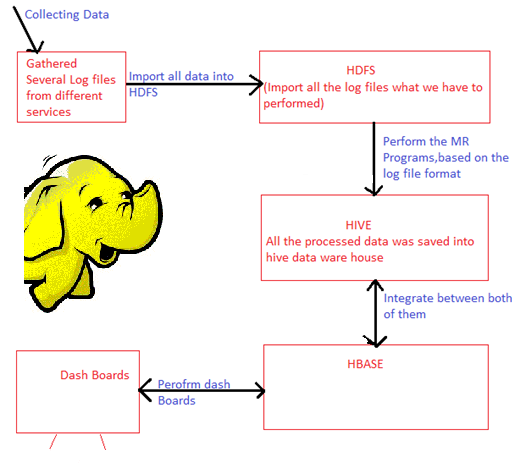 Collecting Data
Gathered
Several Log files
from different
services
Import all data into
HDFS
HDFS
(Import all the log files what we have to
performed)
Perform the MR
Programs,based on the
log file format
HIVE
All the processed data was saved into
hive data ware house
Integrate between both
of them
HBASE
Dash Boards
Perofrm dash
Boards